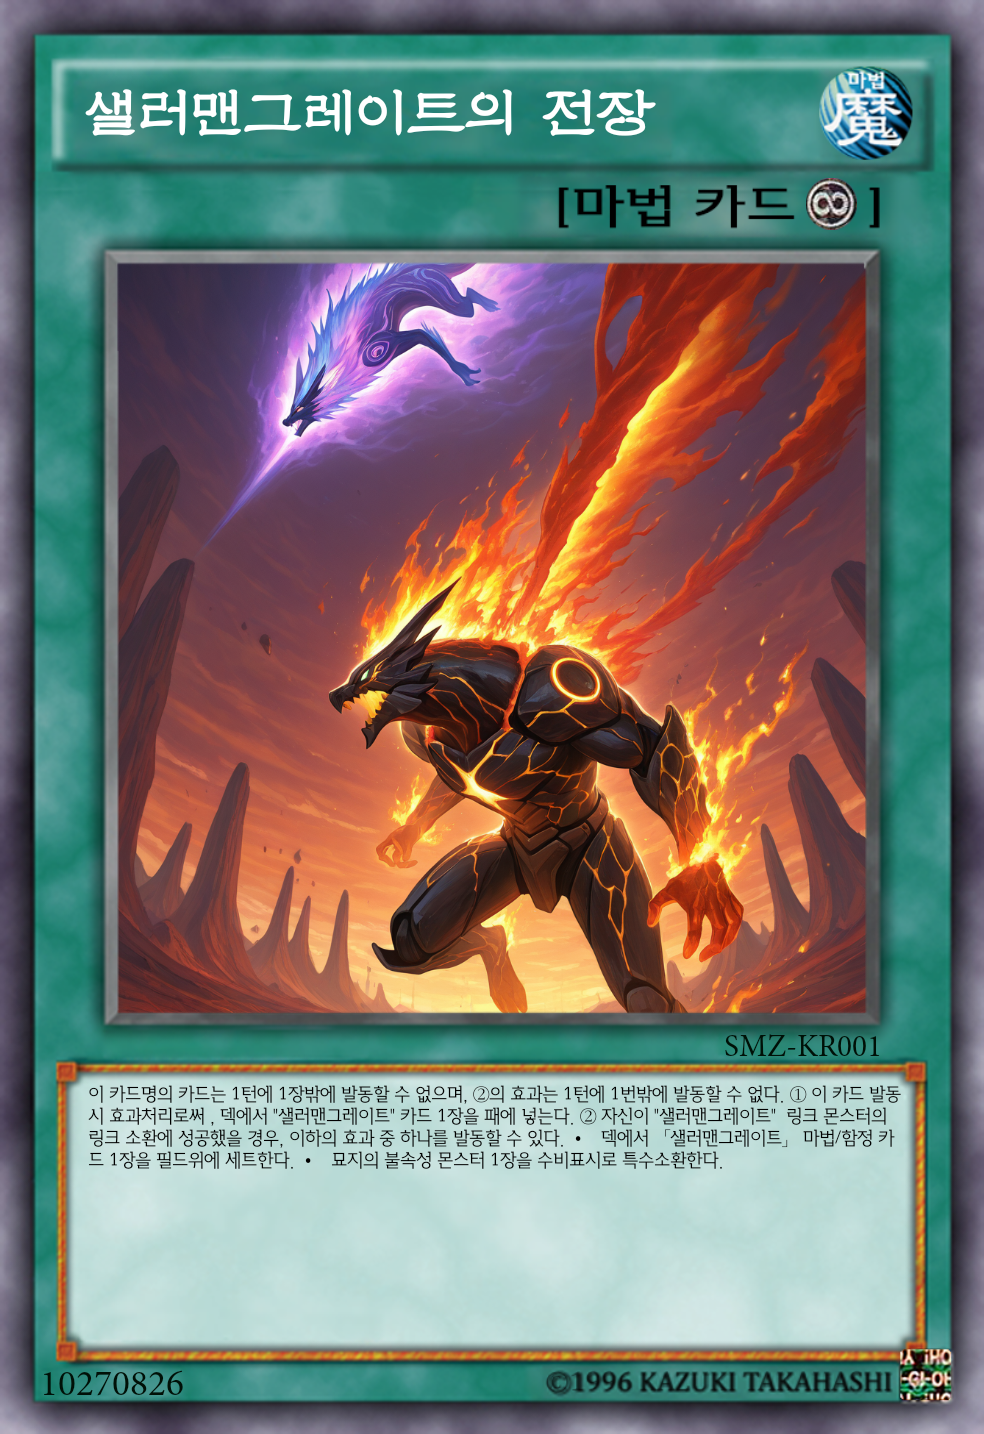 샐러맨그레이트의 전장
마법
魔
[마법 카드 ]
SMZ-KR001
이 카드명의 카드는 1턴에 1장밖에 발동할 수 없으며, ②의 효과는 1턴에 1번밖에 발동할 수 없다. ① 이 카드 발동
시 효과처리로써 , 덱에서 "샐러맨그레이트" 카드 1장을 패에 넣는다. ② 자신이 "샐러맨그레이트" 링크 몬스터의
링크 소환에 성공했을 경우, 이하의 효과 중 하나를 발동할 수 있다. • 덱에서 「샐러맨그레이트」 마법/함정 카
드 1장을 필드위에 세트한다. • 묘지의 불속성 몬스터 1장을 수비표시로 특수소환한다.
10270826
©1996 KAZUKI TAKAHASHI